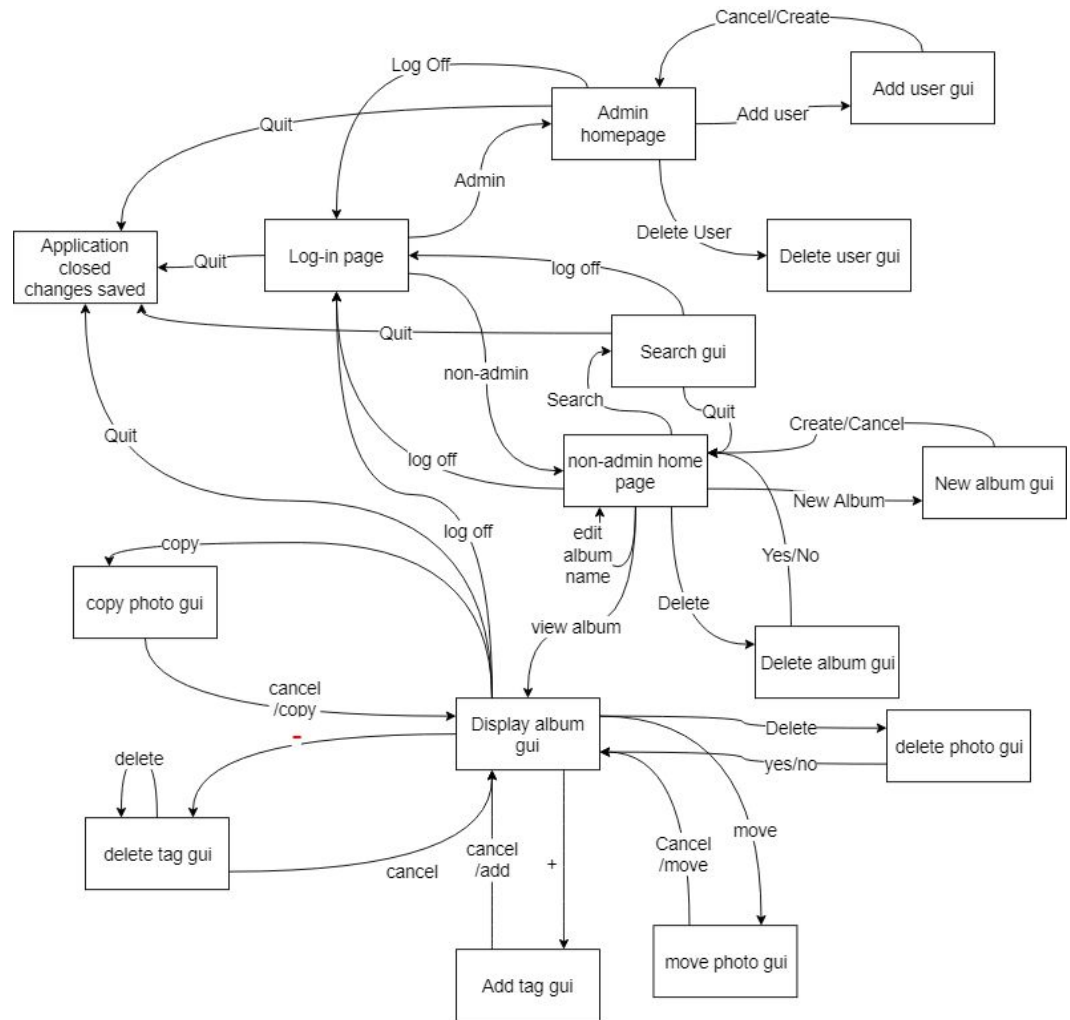 Cancel/Create
Log Off
Add user gui
Admin
homepage
Add user
Quit
Admin
Delete User
Application
closed
changes saved
Quit
Log-in page
log off
Delete user gui
Quit
Search gui
non-admin
Search
Quit
Create/Cancel
Quit
log off
non-admin home
page
New Album
New album gui
log off
edit
album
name
copy
Yes/No
copy photo gui
Delete
view album
Delete album gui
cancel
/copy
Display album
gui
Delete
delete photo gui
-
yes/no
delete
delete tag gui
cancel
cancel
/add
+
Cancel
/move
move
move photo gui
Add tag gui